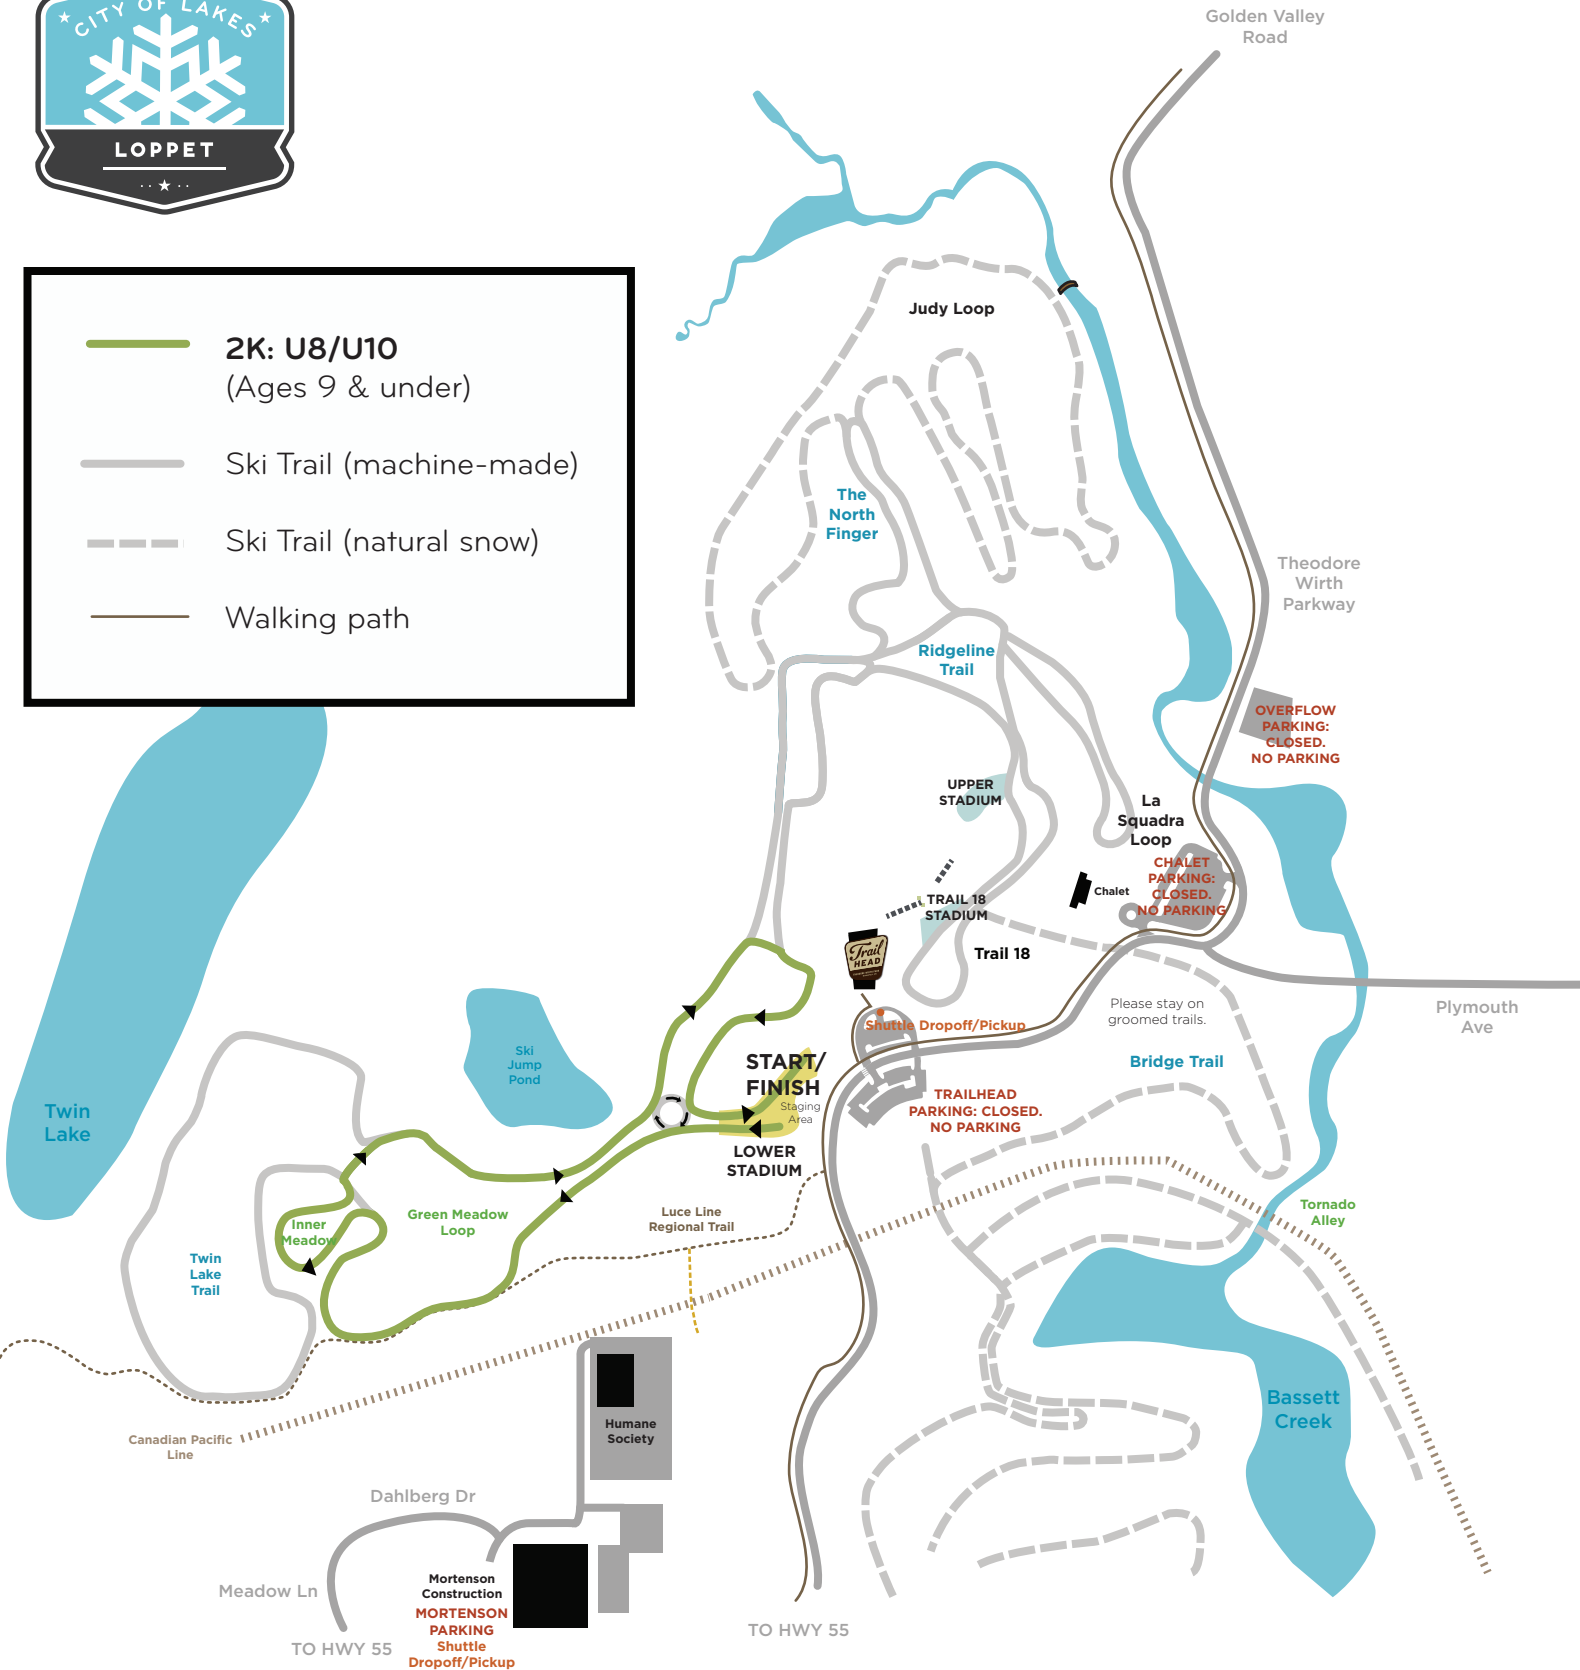 CITY OF LAKES
LOPPET
2K: U8/U10
(Ages 9 & under)
Ski Trail (machine-made)
Ski Trail (natural snow)
Walking path
Golden Valley
Road
Judy Loop
The
North
Finger
Theodore
Wirth
Parkway
Ridgeline
Trail
OVERFLOW
PARKING:
CLOSED.
NO PARKING
UPPER
STADIUM
La
Squadra
Loop
CHALET
PARKING:
CLOSED.
NO PARKING
Chalet
TRAIL 18
STADIUM
Trail
HEAD
Trail 18
Please stay on
groomed trails.
Plymouth
Ave
Shuttle Dropoff/Pickup
Bridge Trail
Ski
Jump
Pond
START/
FINISH
Staging
Area
TRAILHEAD
PARKING: CLOSED.
NO PARKING
Twin
Lake
LOWER
STADIUM
Luce Line
Regional Trail
Green Meadow
Loop
Inner
Meadow
Tornado
Alley
Twin
Lake
Trail
Bassett
Creek
Humane
Society
Canadian Pacific
Line
Dahlberg Dr
Meadow Ln
Mortenson
Construction
MORTENSON
PARKING
Shuttle
Dropoff/Pickup
TO HWY 55
TO HWY 55